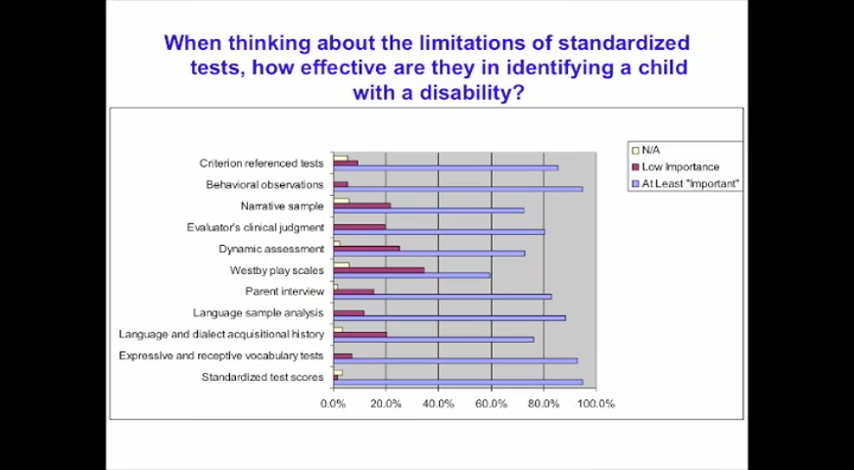 When thinking about the limitations of standardized
tests, how effective are they in identifying a child
with a disability?
N/A
Low Importance
At Least "Important"
Criterion referenced tests
Behavioral observations
Narrative sample
Evaluator's clinical judgment
Dynamic assessment
Westby play scales
Parent interview
Language sample analysis
Language and dialect acquisitional history
Expressive and receptive vocabulary tests
Standardized test scores
0.0% 20.0% 40.0% 60.0% 80.0% 100.0%